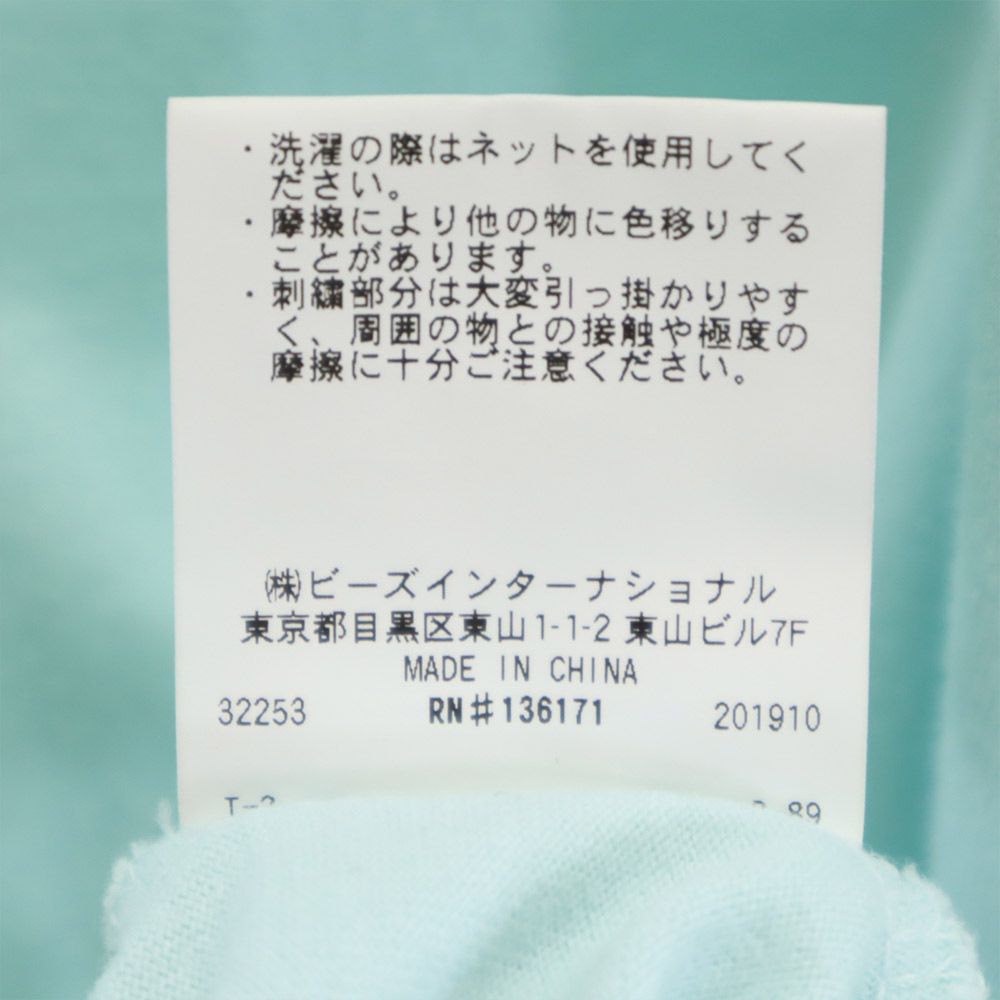 ・洗濯の際はネットを使用してく
ださい。
・摩擦により他の物に色移りする
ことがあります。
・刺繍部分は大変引っ掛かりやす
く、周囲の物との接触や極度の
摩擦に十分ご注意ください。
㈱ビーズインターナショナル
東京都目黒区東山1-1-2 東山ビル7F
MADE IN CHINA
32253 RN#136171 201910
89